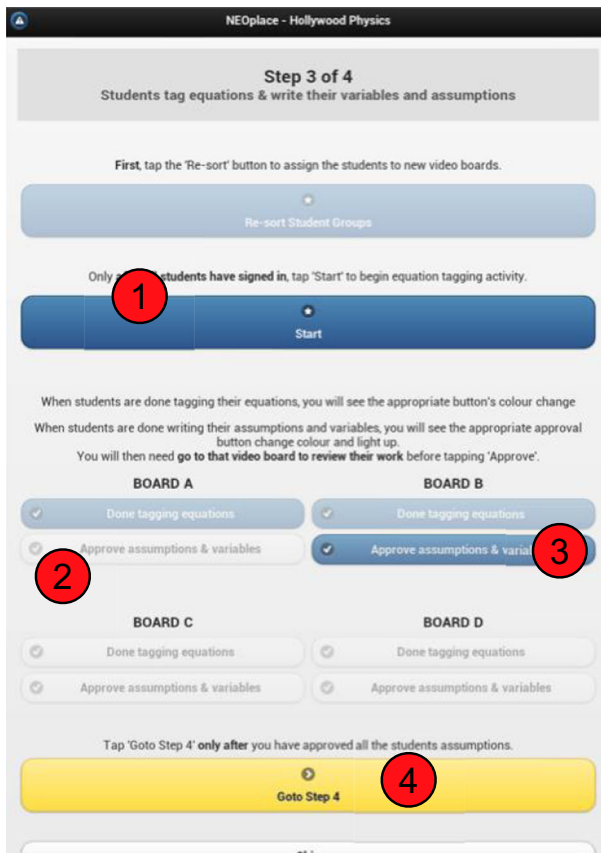 NEOplace - Hollywood Physics
Step 3 of 4
Students tag equations & write their variables and assumptions
First, tap the 'Re-sort' button to assign the students to new video boards.
Re-sort Student Groups
Only students have signed in, tap 'Start' to begin equation tagging activity.
1
Start
When students are done tagging their equations, you will see the appropriate button's colour change
When students are done writing their assumptions and variables, you will see the appropriate approval
button change colour and light up.
You will then need go to that video board to review their work before tapping 'Approve'.
BOARD A
Done tagging equations
Approve assumptions & variables
2
BOARD B
Done tagging equations
Approve assumptions &
3
BOARD C
Done tagging equations
Approve assumptions & variables
BOARD D
Done tagging equations
Approve assumptions & variables
Tap 'Goto Step 4' only after you have approved all the students assumptions.
4
Goto Step 4